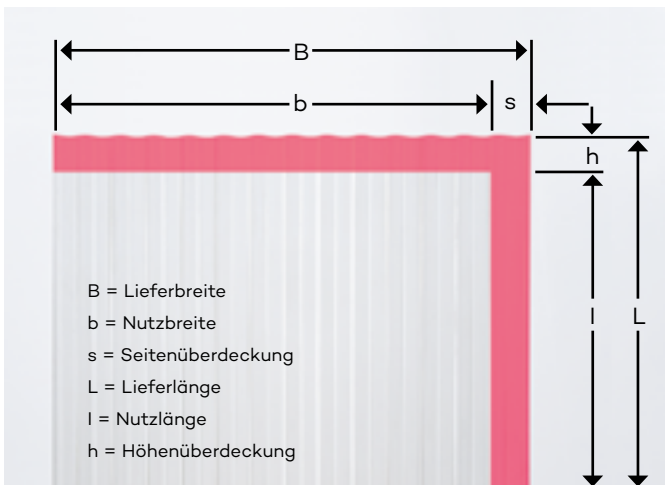 B
b
s
h
l
L
B = Lieferbreite
b = Nutzbreite
s = Seitenüberdeckung
L = Lieferlänge
l = Nutzlänge
h = Höhenüberdeckung